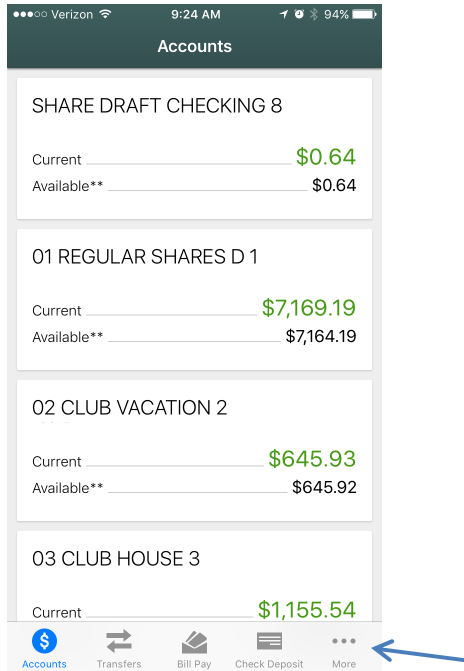 ●●●○○ Verizon 9:24 AM 94%
Accounts
SHARE DRAFT CHECKING 8
Current $0.64
Available** $0.64
01 REGULAR SHARES D 1
Current $7,169.19
Available** $7,164.19
02 CLUB VACATION 2
Current $645.93
Available** $645.92
03 CLUB HOUSE 3
Current $1,155.54
$
Accounts Transfers Bill Pay Check Deposit More